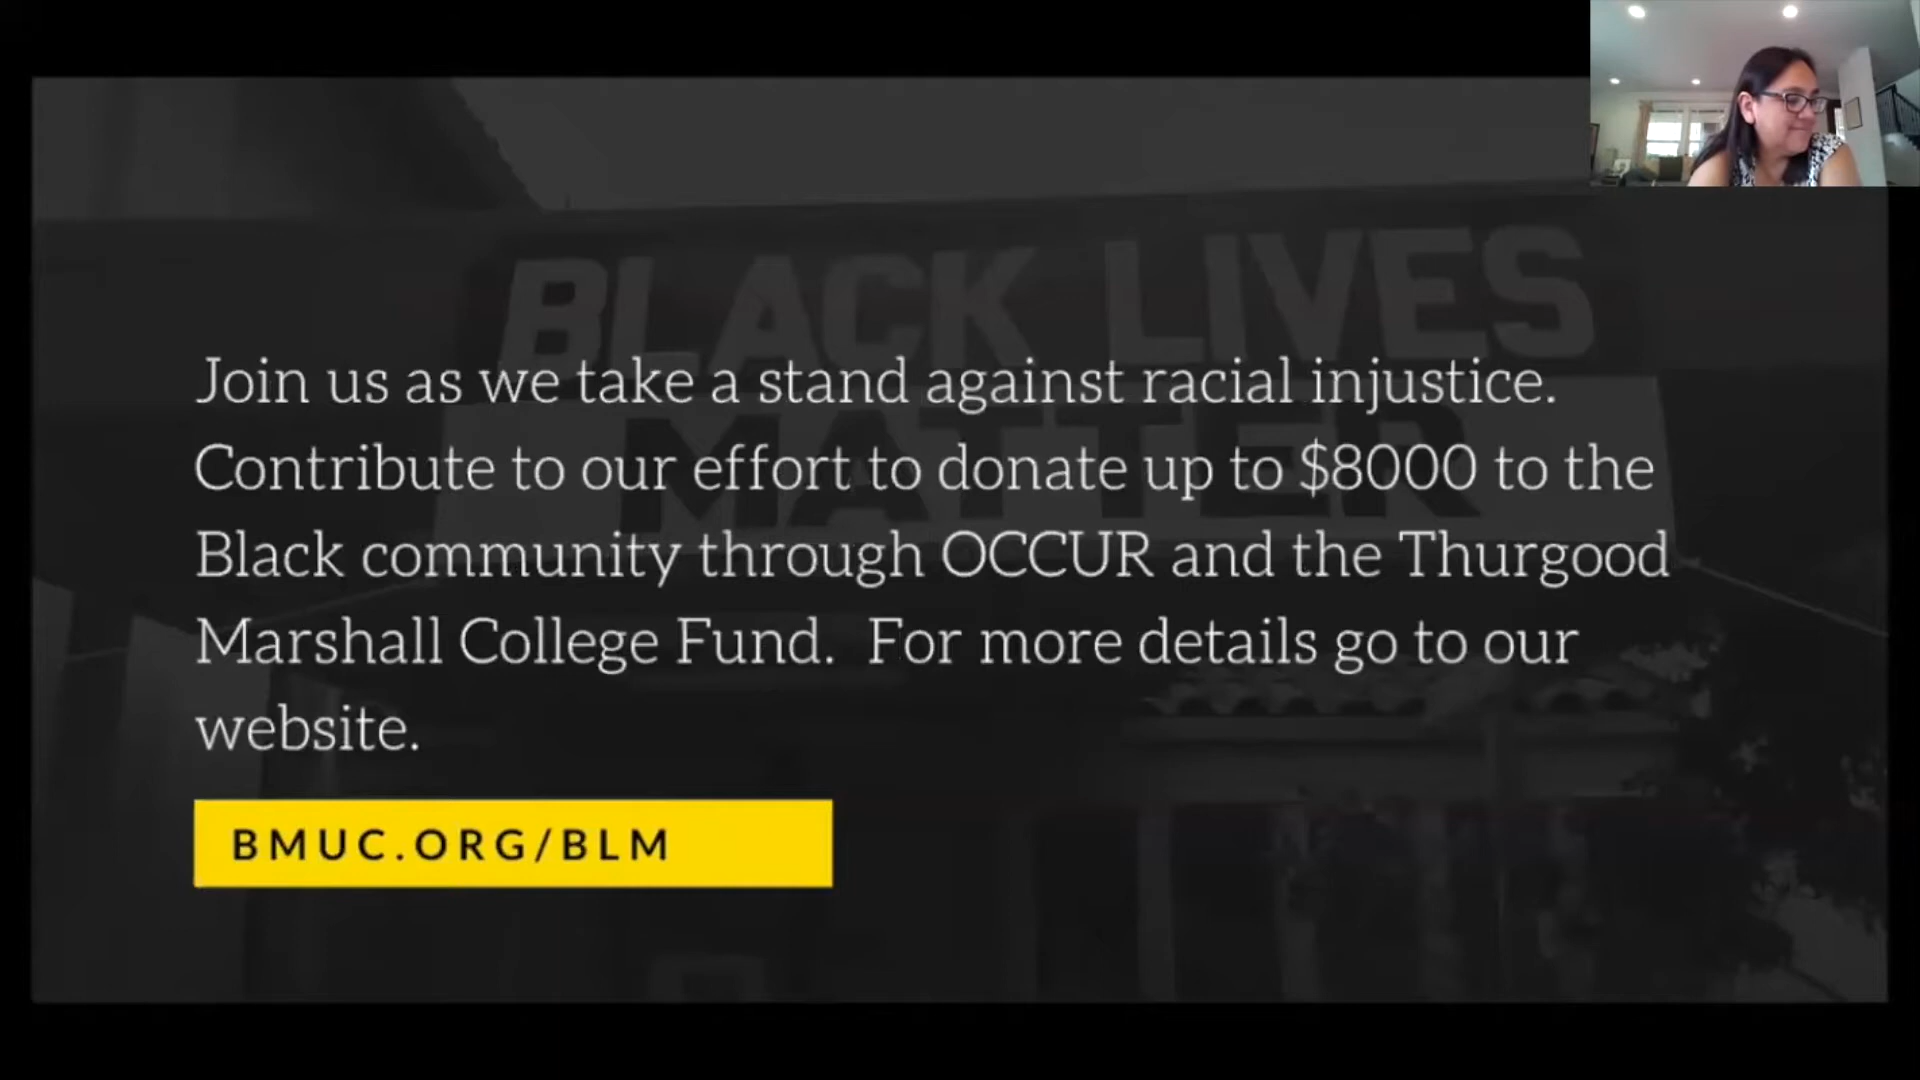 BLACK LIVES
MATTER
Join us as we take a stand against racial injustice.
Contribute to our effort to donate up to $8000 to the
Black community through OCCUR and the Thurgood
Marshall College Fund.  For more details go to our
website.
BMUC.ORG/BLM